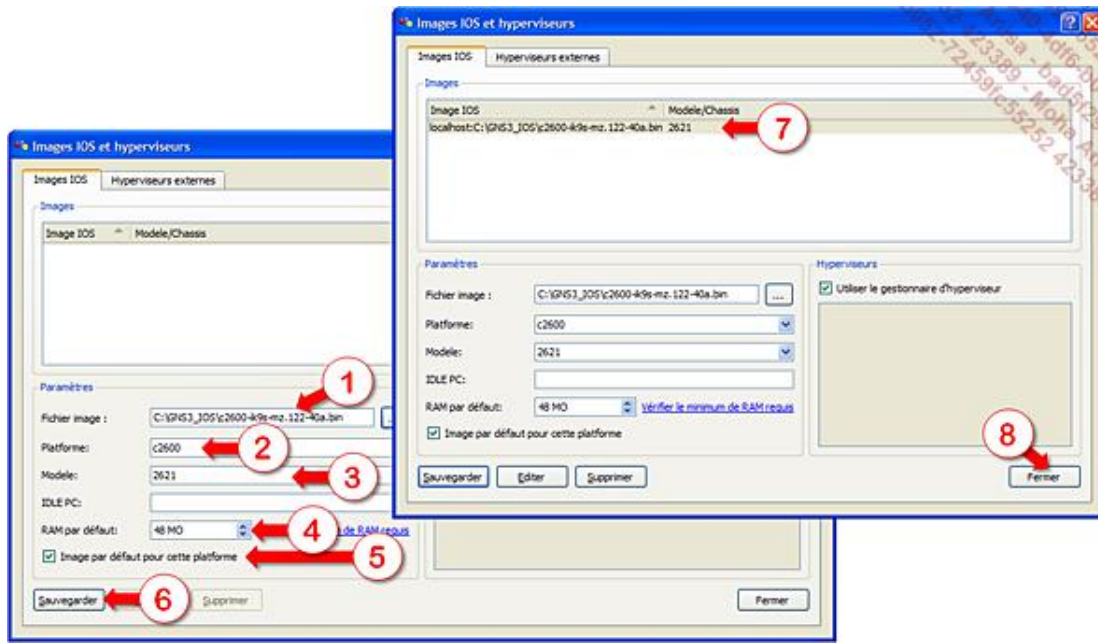 Images IOS et hyperviseurs
Images IOS
Hyperviseurs externes
Images
Image IOS
Modele/Chassis
localhost:C:\GNS3_IOS\c2600-ik9s-mz.122-40a.bin 2621
7
Paramètres
Fichier image :
C:\GNS3_IOS\c2600-ik9s-mz.122-40a.bin
...
Platforme:
c2600
Modele:
2621
IDLE PC:
RAM par défaut:
48 MO
Vérifier le minimum de RAM requis
Image par défaut pour cette platforme
Hyperviseurs
Utiliser le gestionnaire d'hyperviseur
8
Sauvegarder
Editer
Supprimer
Fermer
Images IOS et hyperviseurs
Images IOS
Hyperviseurs externes
Images
Image IOS
Modele/Chassis
Paramètres
1
Fichier image :
C:\GNS3_IOS\c2600-ik9s-mz.122-40a.bin
Platforme:
c2600
2
Modele:
2621
3
IDLE PC:
RAM par défaut:
48 MO
4
de RAM requis
Image par défaut pour cette platforme
5
Sauvegarder
6
Supprimer
Fermer